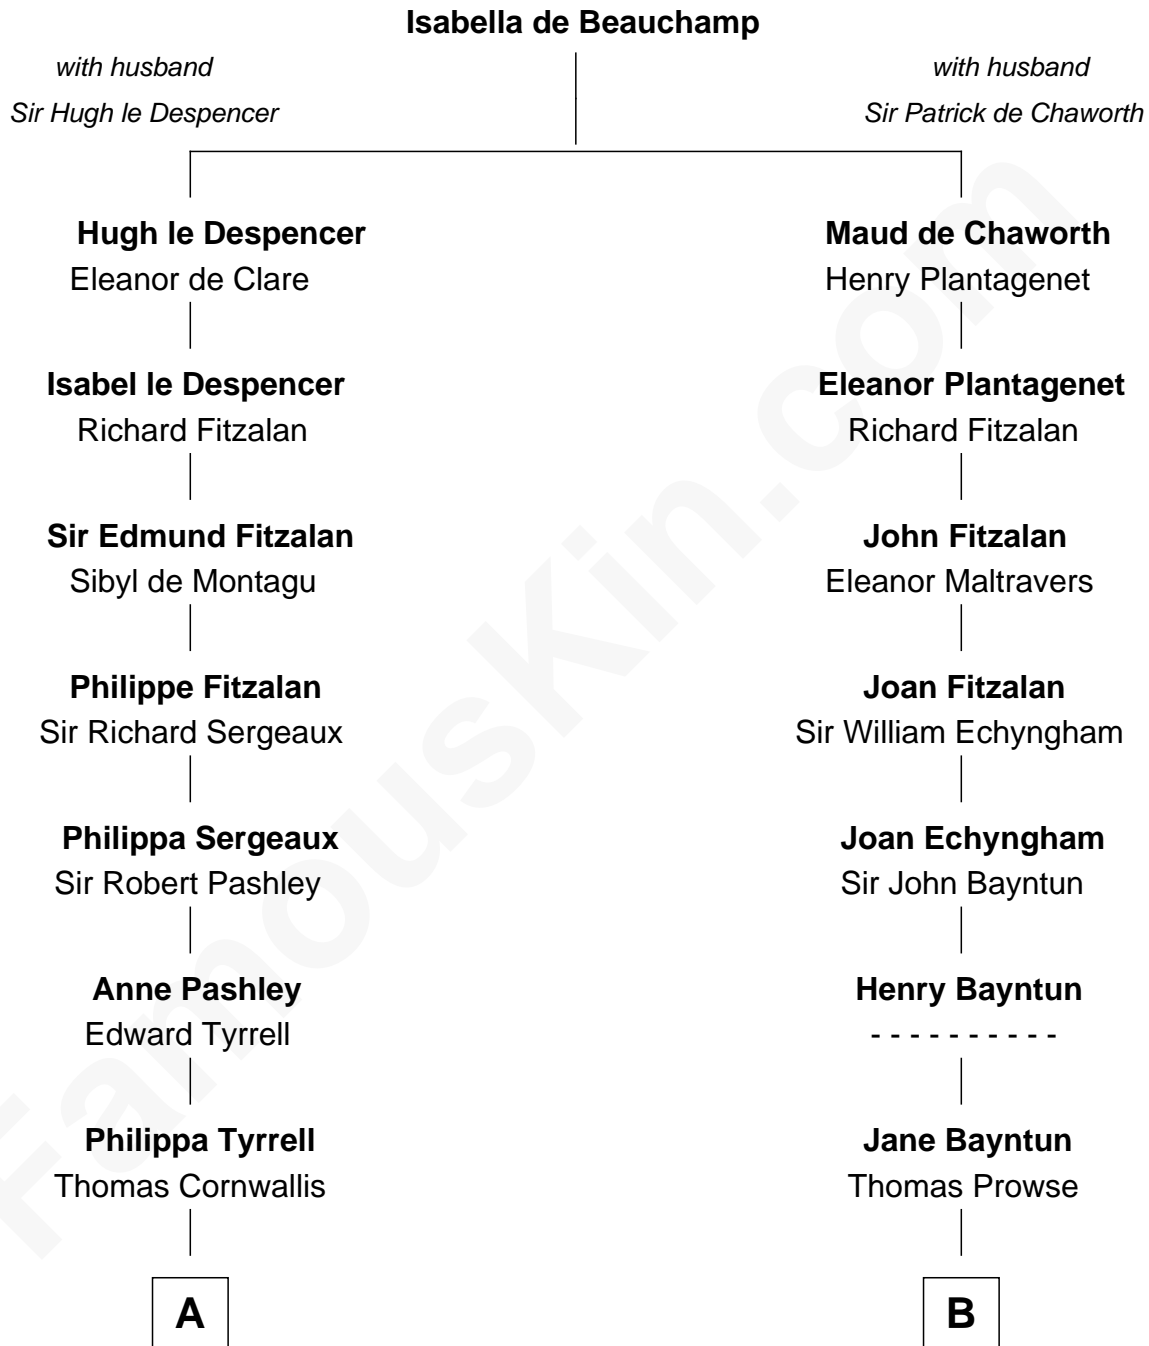 Isabella de Beauchamp
with husband
Sir Hugh le Despencer
with husband
Sir Patrick de Chaworth
Hugh le Despencer
Eleanor de Clare
Maud de Chaworth
Henry Plantagenet
Isabel le Despencer
Richard Fitzalan
Eleanor Plantagenet
Richard Fitzalan
Sir Edmund Fitzalan
Sibyl de Montagu
John Fitzalan
Eleanor Maltravers
Philippe Fitzalan
Sir Richard Sergeaux
Joan Fitzalan
Sir William Echyngham
Philippa Sergeaux
Sir Robert Pashley
Joan Echyngham
Sir John Bayntun
Anne Pashley
Edward Tyrrell
Henry Bayntun
- - - - - - - - - -
Philippa Tyrrell
Thomas Cornwallis
Jane Bayntun
Thomas Prowse
A
B
FamousKin.com